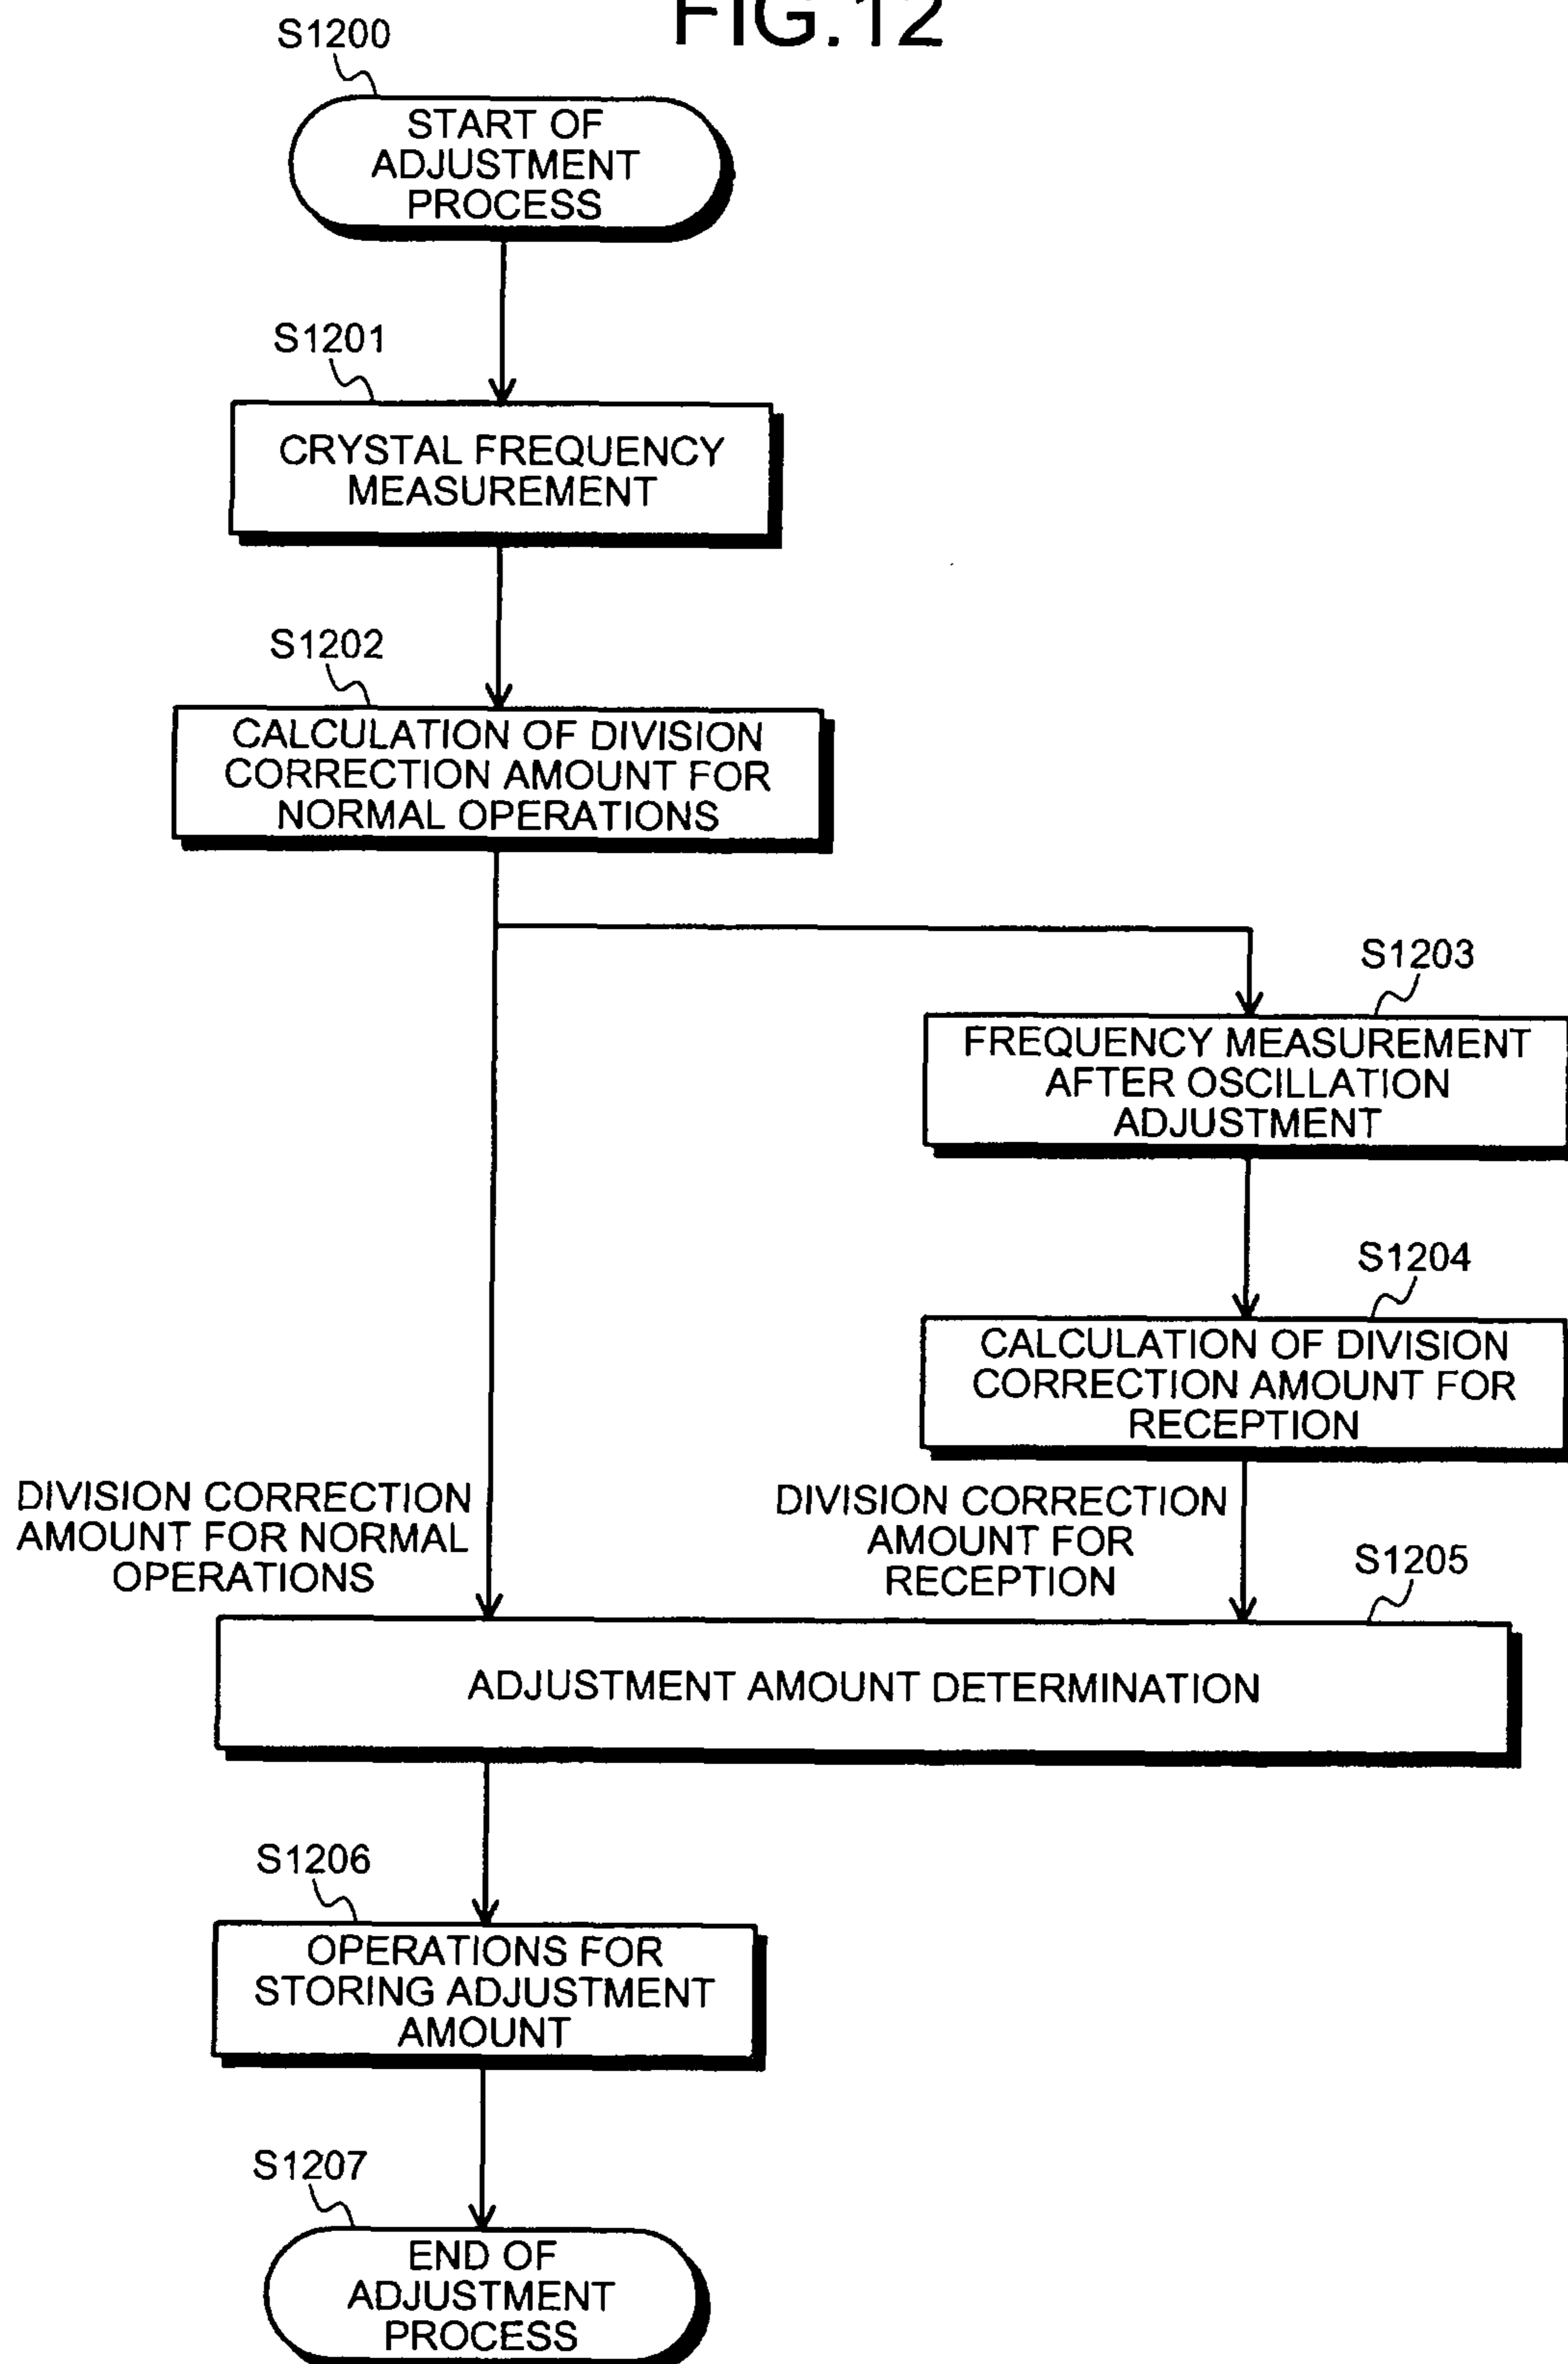 FIG.12
S1200
START OF
ADJUSTMENT
PROCESS
S1201
CRYSTAL FREQUENCY
MEASUREMENT
S1202
CALCULATION OF DIVISION
CORRECTION AMOUNT FOR
NORMAL OPERATIONS
S1203
FREQUENCY MEASUREMENT
AFTER OSCILLATION
ADJUSTMENT
S1204
CALCULATION OF DIVISION
CORRECTION AMOUNT FOR
RECEPTION
DIVISION CORRECTION
AMOUNT FOR NORMAL
OPERATIONS
DIVISION CORRECTION
AMOUNT FOR
RECEPTION
S1205
ADJUSTMENT AMOUNT DETERMINATION
S1206
OPERATIONS FOR
STORING ADJUSTMENT
AMOUNT
S1207
END OF
ADJUSTMENT
PROCESS